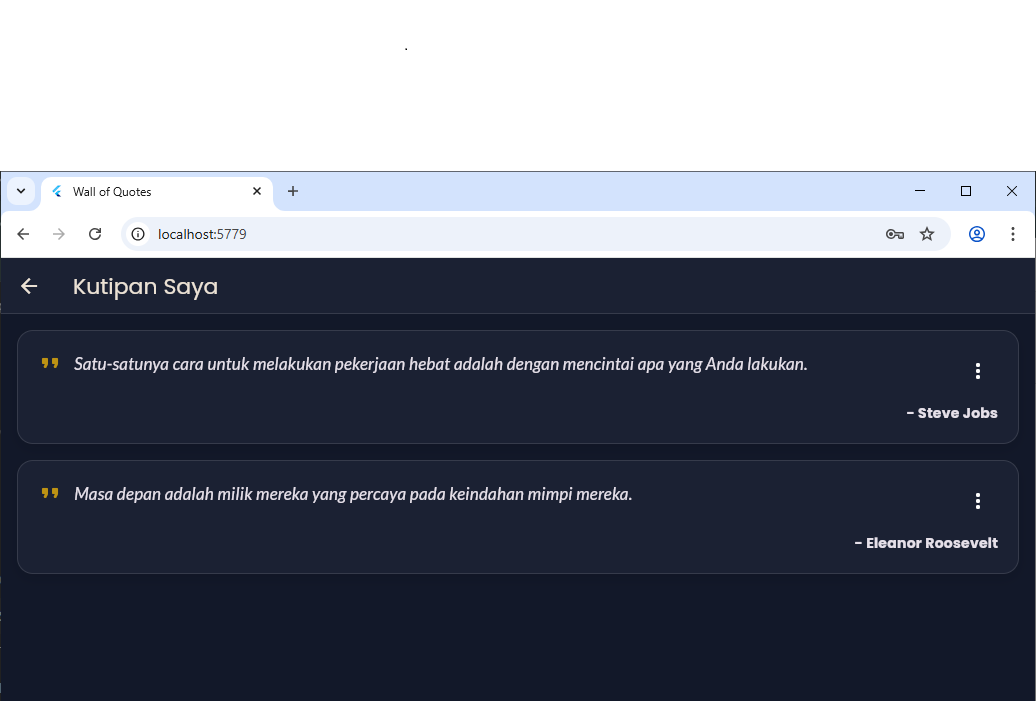 .
Wall of Quotes
localhost:5779
Kutipan Saya
Satu-satunya cara untuk melakukan pekerjaan hebat adalah dengan mencintai apa yang Anda lakukan.
- Steve Jobs
Masa depan adalah milik mereka yang percaya pada keindahan mimpi mereka.
- Eleanor Roosevelt